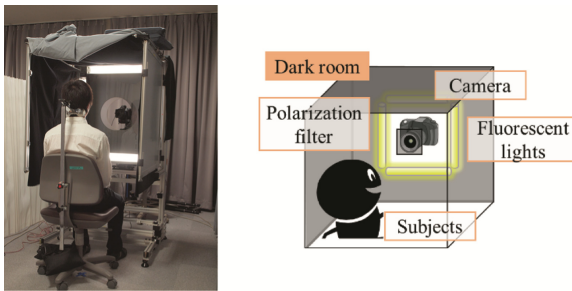 Dark room
Camera
Polarization
filter
Fluorescent
lights
Subjects